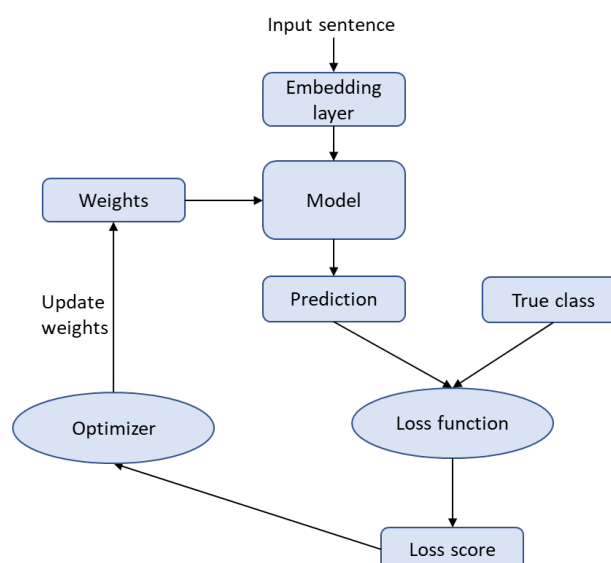 Input sentence
Embedding
layer
Weights
Model
Update
weights
Prediction
True class
Optimizer
Loss function
Loss score